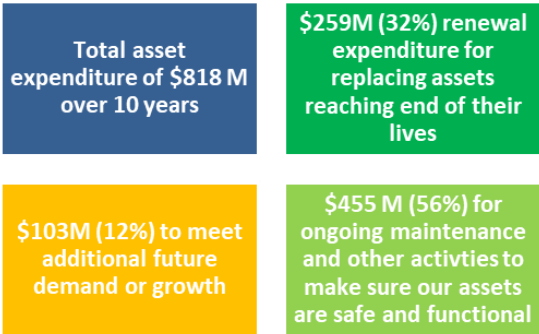 Total asset
expenditure of $818 M
over 10 years
$259M (32%) renewal
expenditure for
replacing assets
reaching end of their
lives
$103M (12%) to meet
additional future
demand or growth
$455 M (56%) for
ongoing maintenance
and other activties to
make sure our assets
are safe and functional